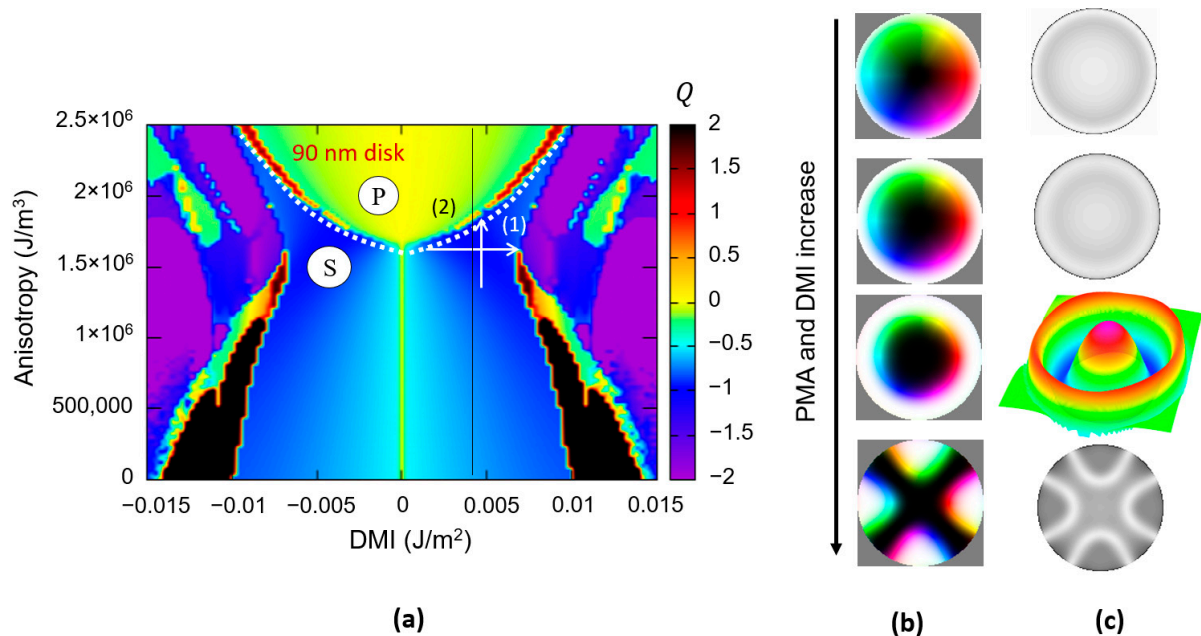 Q
2.5×10⁶
2×10⁶
1.5×10⁶
1×10⁶
500,000
0
Anisotropy (J/m³)
90 nm disk
P
S
(2)
(1)
2
1.5
1
0.5
0
−0.5
−1
−1.5
−2
−0.015 −0.01 −0.005 0 0.005 0.01 0.015
DMI (J/m²)
PMA and DMI increase
(a) (b) (c)